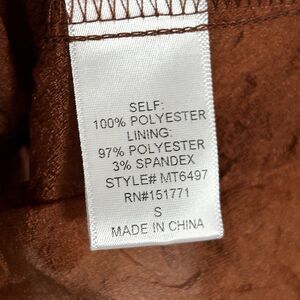 SELF:
100% POLYESTER
LINING:
97% POLYESTER
3% SPANDEX
STYLE# MT6497
RN#151771
S
MADE IN CHINA